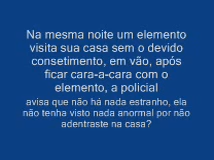 Na mesma noite um elemento
visita sua casa sem o devido
consetimento, em vão, após
ficar cara-a-cara com o
elemento, a policial
avisa que não há nada estranho, ela
não tenha visto nada anormal por não
adentraste na casa?